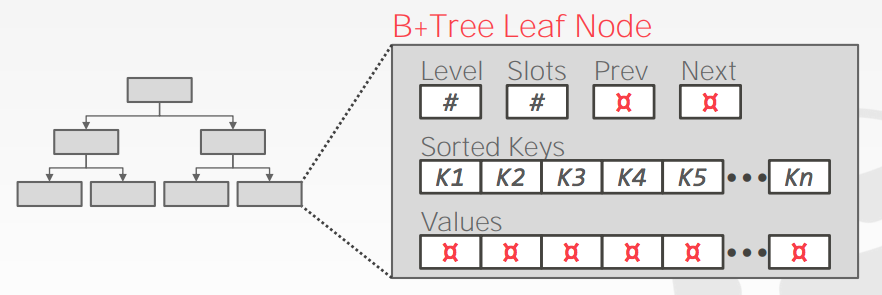 B+Tree Leaf Node
Level Slots Prev Next
# # ¤ ¤
Sorted Keys
K1 K2 K3 K4 K5 ••• Kn
Values
¤ ¤ ¤ ¤ ¤ ••• ¤